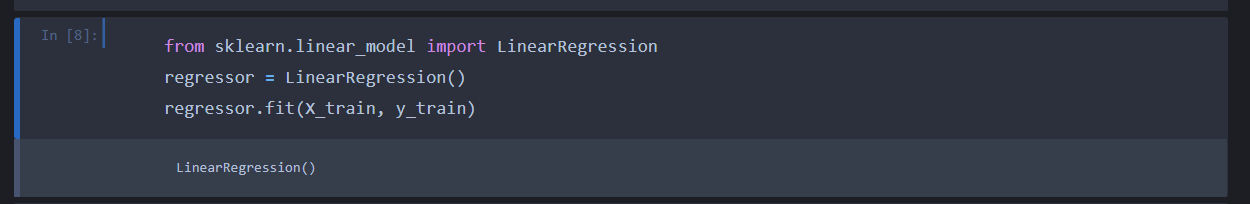 In [8]:
from sklearn.linear_model import LinearRegression
regressor = LinearRegression()
regressor.fit(X_train, y_train)
LinearRegression()